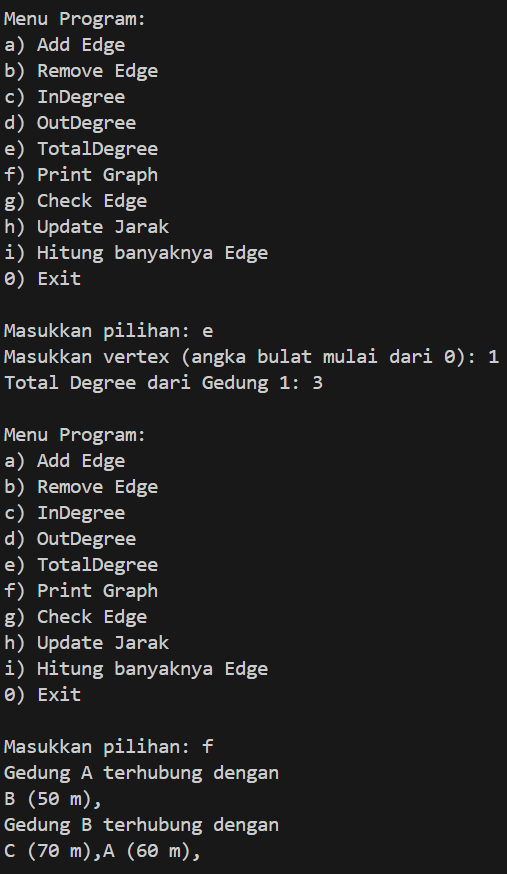 Menu Program:
a) Add Edge
b) Remove Edge
c) InDegree
d) OutDegree
e) TotalDegree
f) Print Graph
g) Check Edge
h) Update Jarak
i) Hitung banyaknya Edge
0) Exit
Masukkan pilihan: e
Masukkan vertex (angka bulat mulai dari 0): 1
Total Degree dari Gedung 1: 3
Menu Program:
a) Add Edge
b) Remove Edge
c) InDegree
d) OutDegree
e) TotalDegree
f) Print Graph
g) Check Edge
h) Update Jarak
i) Hitung banyaknya Edge
0) Exit
Masukkan pilihan: f
Gedung A terhubung dengan
B (50 m),
Gedung B terhubung dengan
C (70 m),A (60 m),